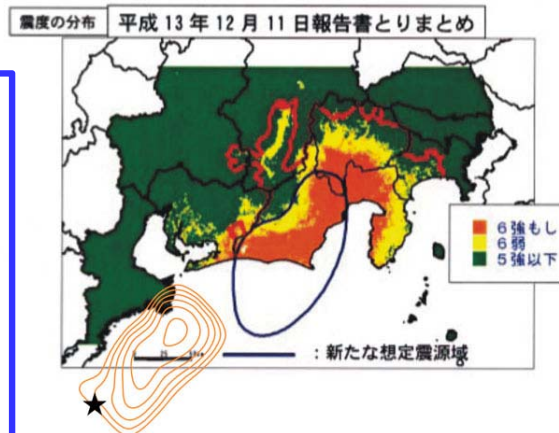 震度の分布
平成13年12月11日報告書とりまとめ
6強もし
6弱
5強以下
：新たな想定震源域